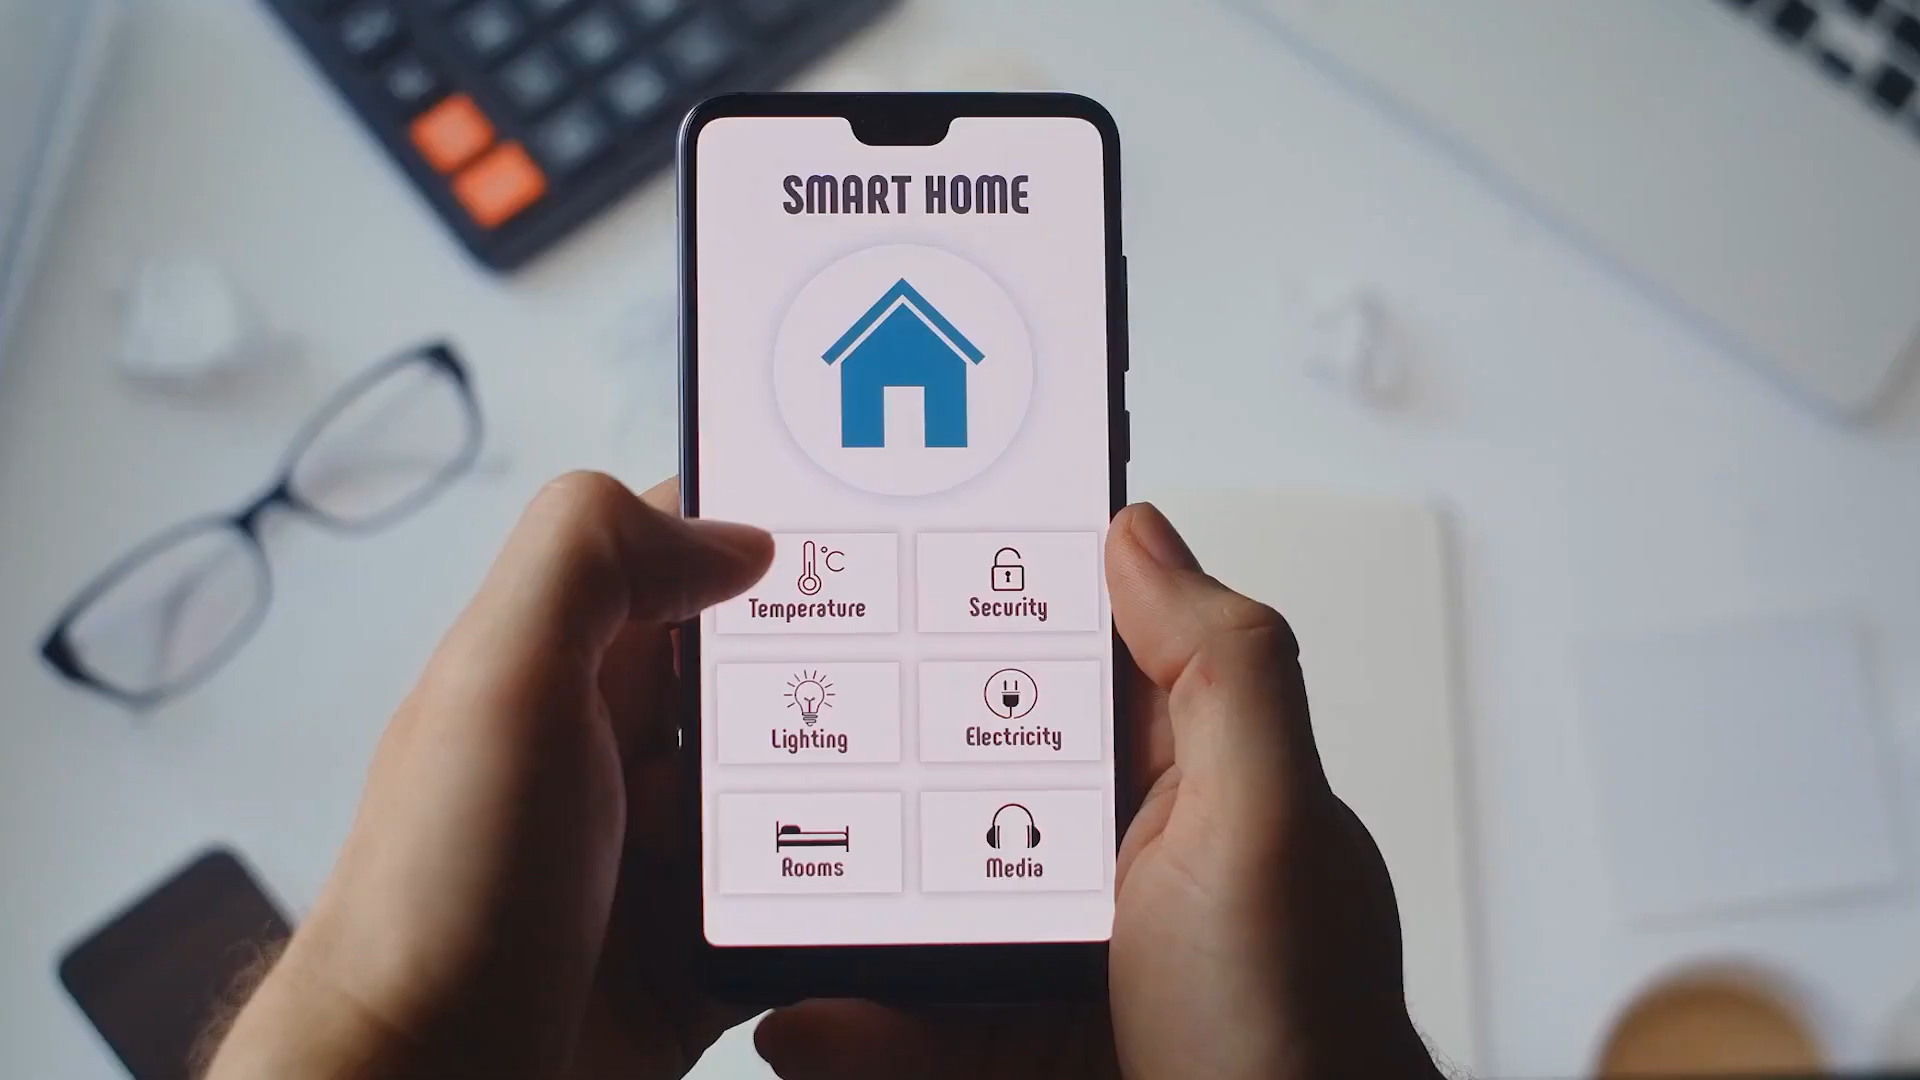 SMART HOME
°C
Temperature
Security
Lighting
Electricity
Rooms
Media